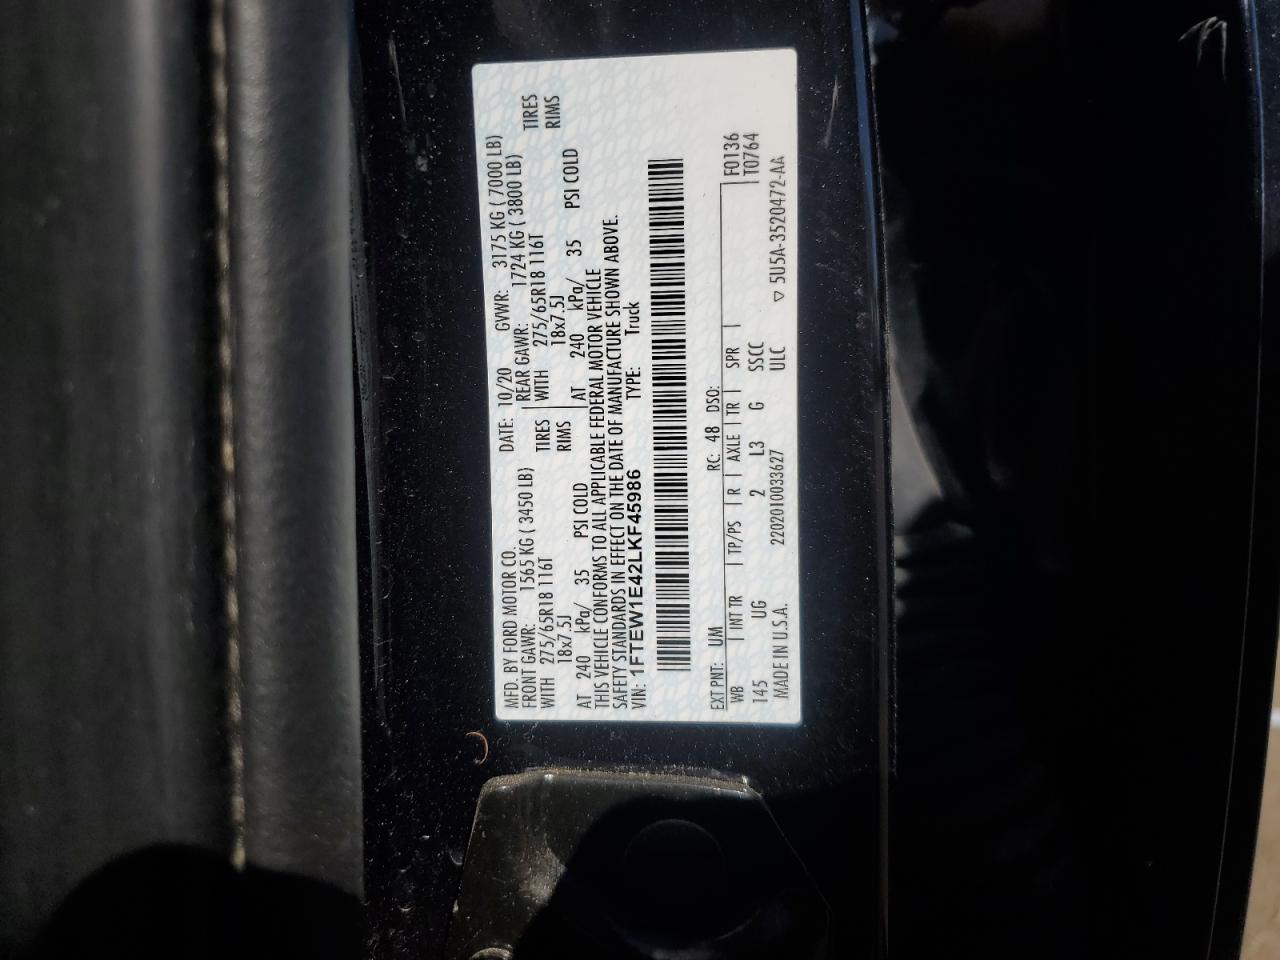 MFD. BY FORD MOTOR CO. DATE: 10/20 GVWR: 3175 KG ( 7000 LB)
FRONT GAWR: 1565 KG ( 3450 LB) REAR GAWR: 1724 KG ( 3800 LB)
WITH 275/65R18 116T TIRES WITH 275/65R18 116T TIRES
18x7.5J RIMS 18x7.5J RIMS
AT 240 kPa/ 35 PSI COLD AT 240 kPa/ 35 PSI COLD
THIS VEHICLE CONFORMS TO ALL APPLICABLE FEDERAL MOTOR VEHICLE
SAFETY STANDARDS IN EFFECT ON THE DATE OF MANUFACTURE SHOWN ABOVE.
VIN: 1FTEW1E42LKF45986 TYPE: Truck
EXT PNT: UM RC: 48 DSO: F0136
WB | INT TR | TP/PS | R | AXLE | TR | SPR | T0764
145 UG 2 L3 G SSCC
MADE IN U.S.A. 2202010033627 ULC ▽ 5U5A-3520472-AA